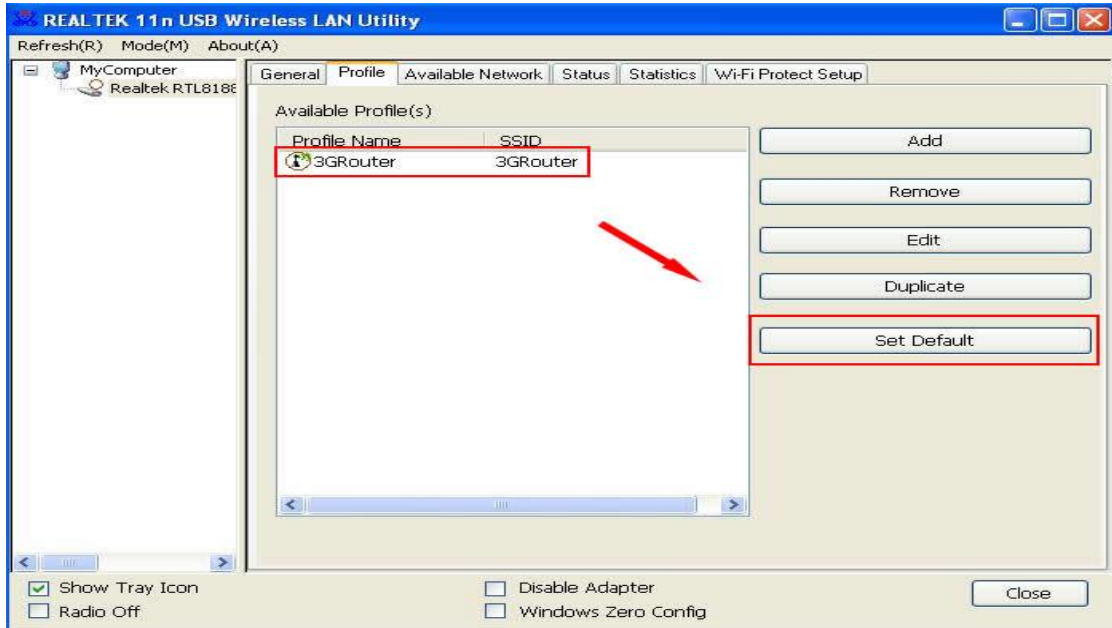 REALTEK 11n USB Wireless LAN Utility
Refresh(R) Mode(M) About(A)
MyComputer
Realtek RTL8188
General Profile Available Network Status Statistics Wi-Fi Protect Setup
Available Profile(s)
Profile Name SSID
3GRouter 3GRouter
Add
Remove
Edit
Duplicate
Set Default
Show Tray Icon
Radio Off
Disable Adapter
Windows Zero Config
Close